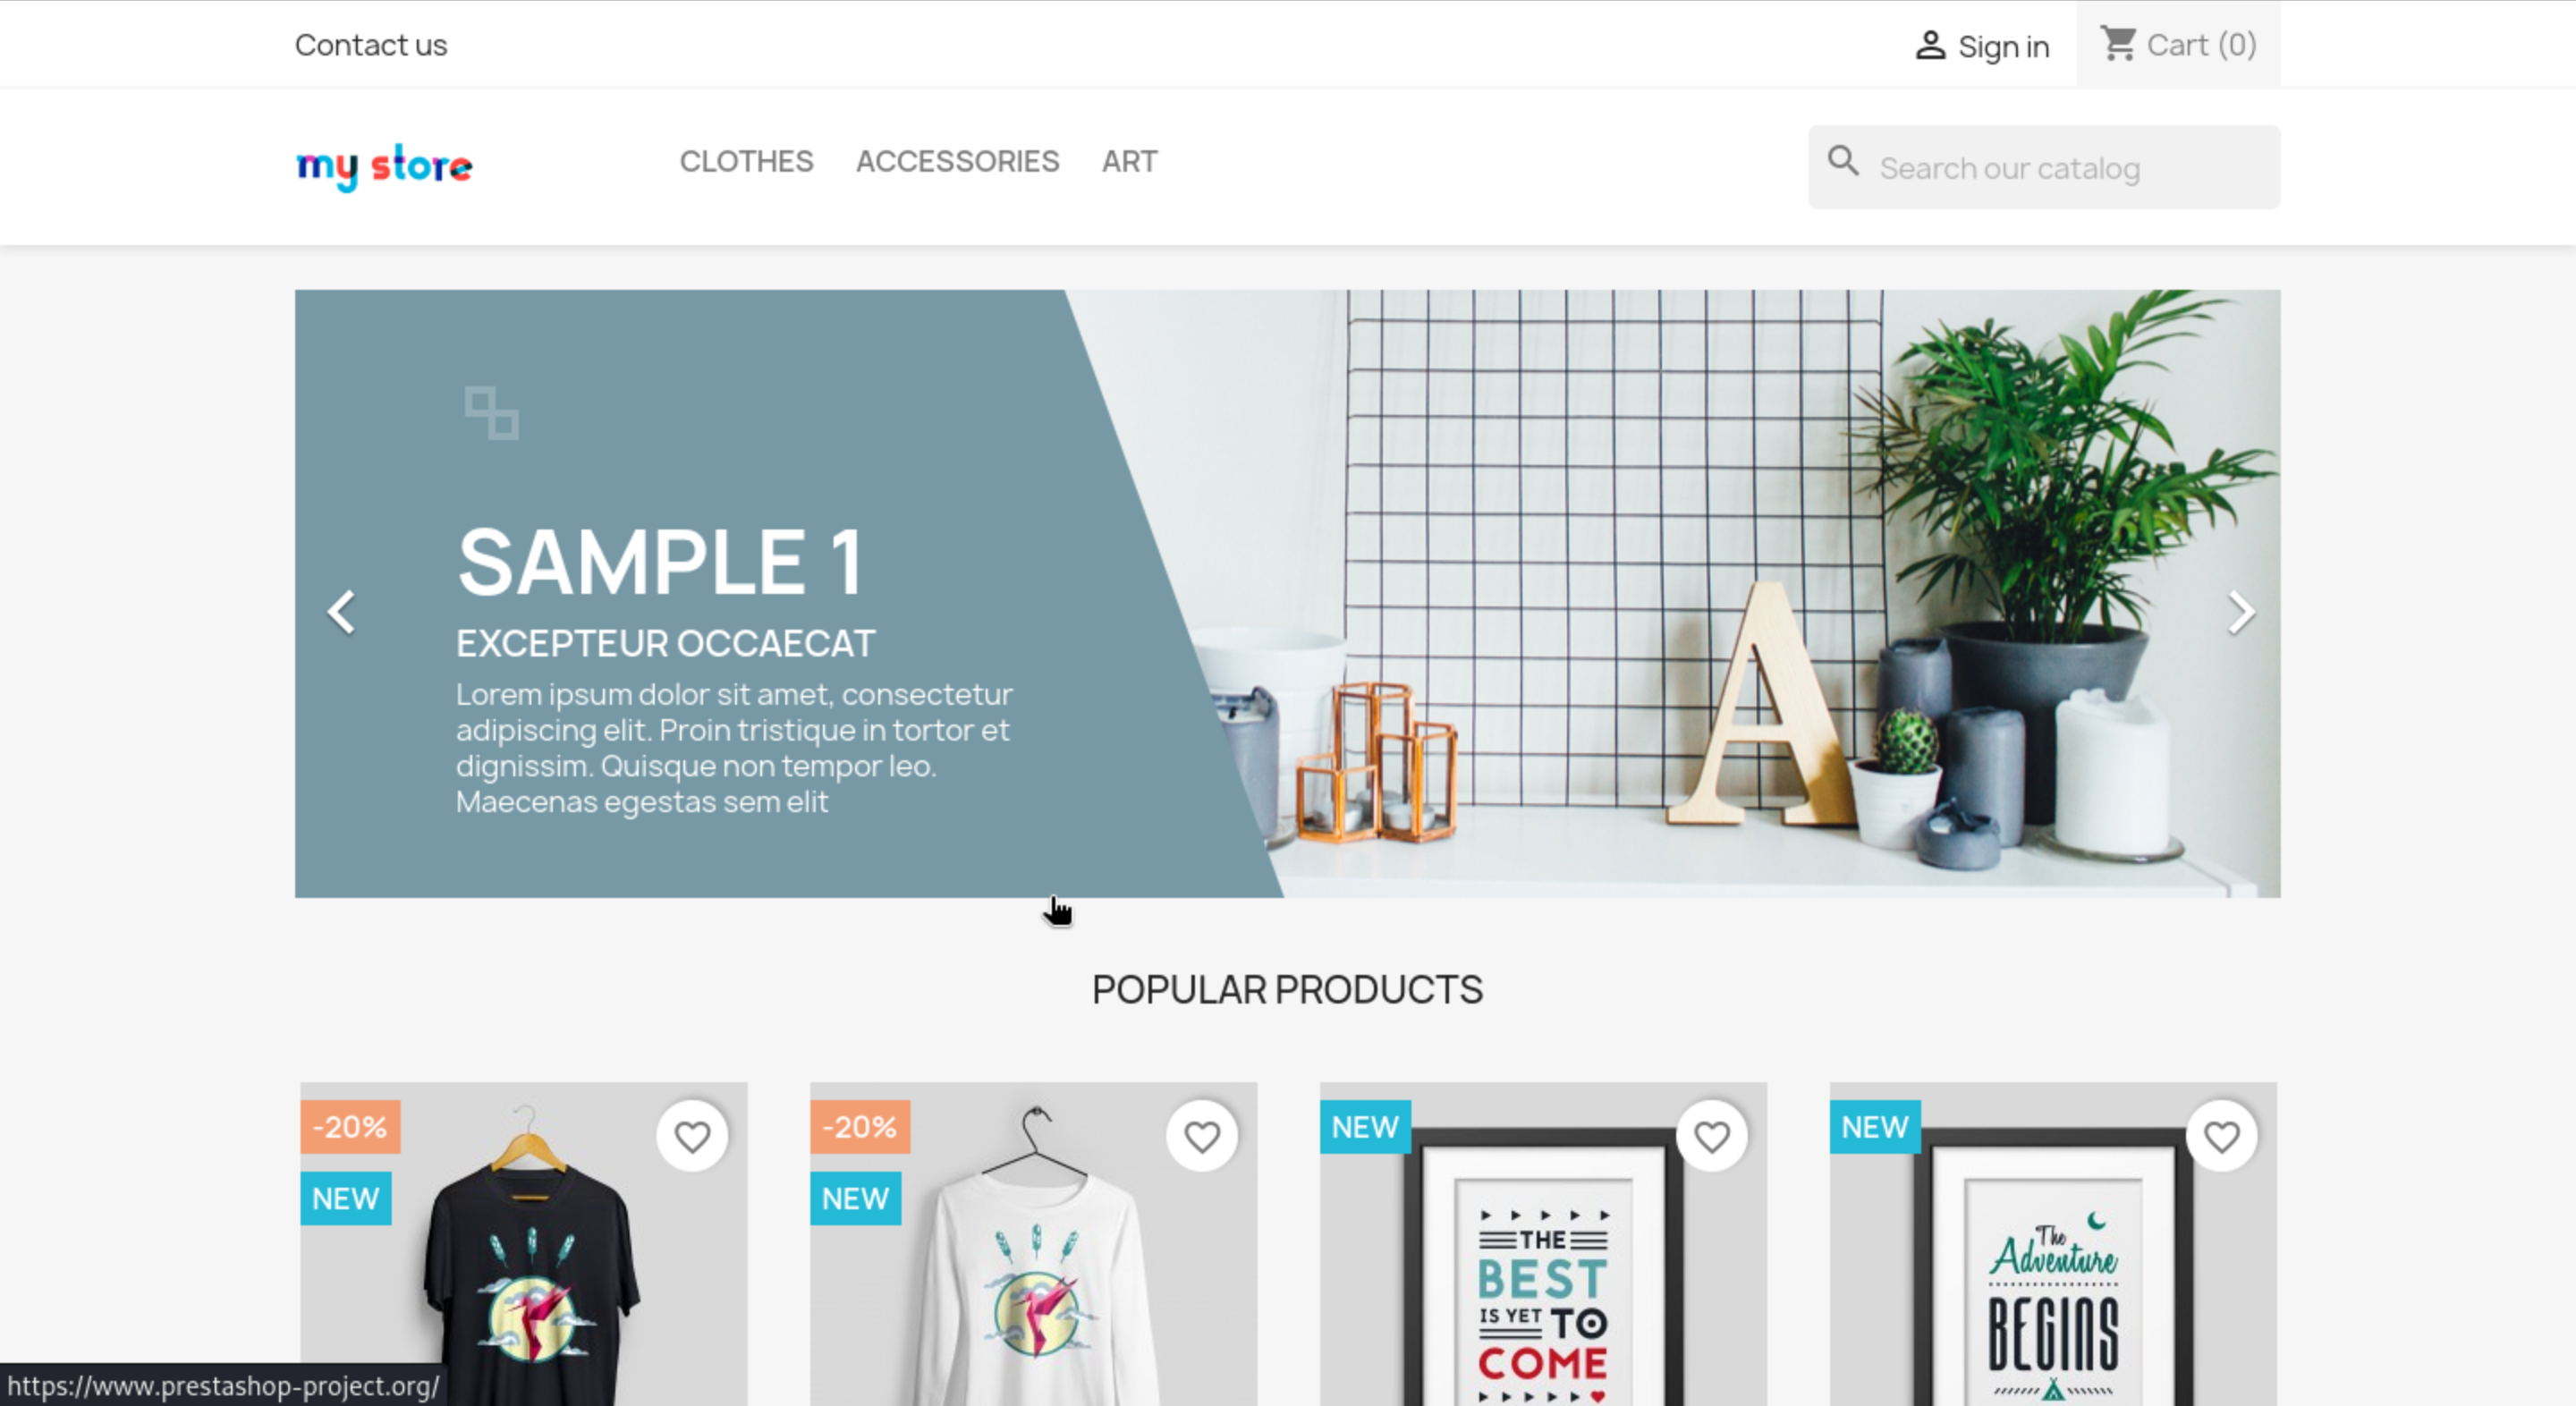 Contact us
Sign in
Cart (0)
my store
CLOTHES
ACCESSORIES
ART
Search our catalog
SAMPLE 1
EXCEPTEUR OCCAECAT
Lorem ipsum dolor sit amet, consectetur
adipiscing elit. Proin tristique in tortor et
dignissim. Quisque non tempor leo.
Maecenas egestas sem elit
A
POPULAR PRODUCTS
-20%
NEW
-20%
NEW
NEW
THE
BEST
IS YET TO
COME
NEW
The
Adventure
BEGINS
https://www.prestashop-project.org/